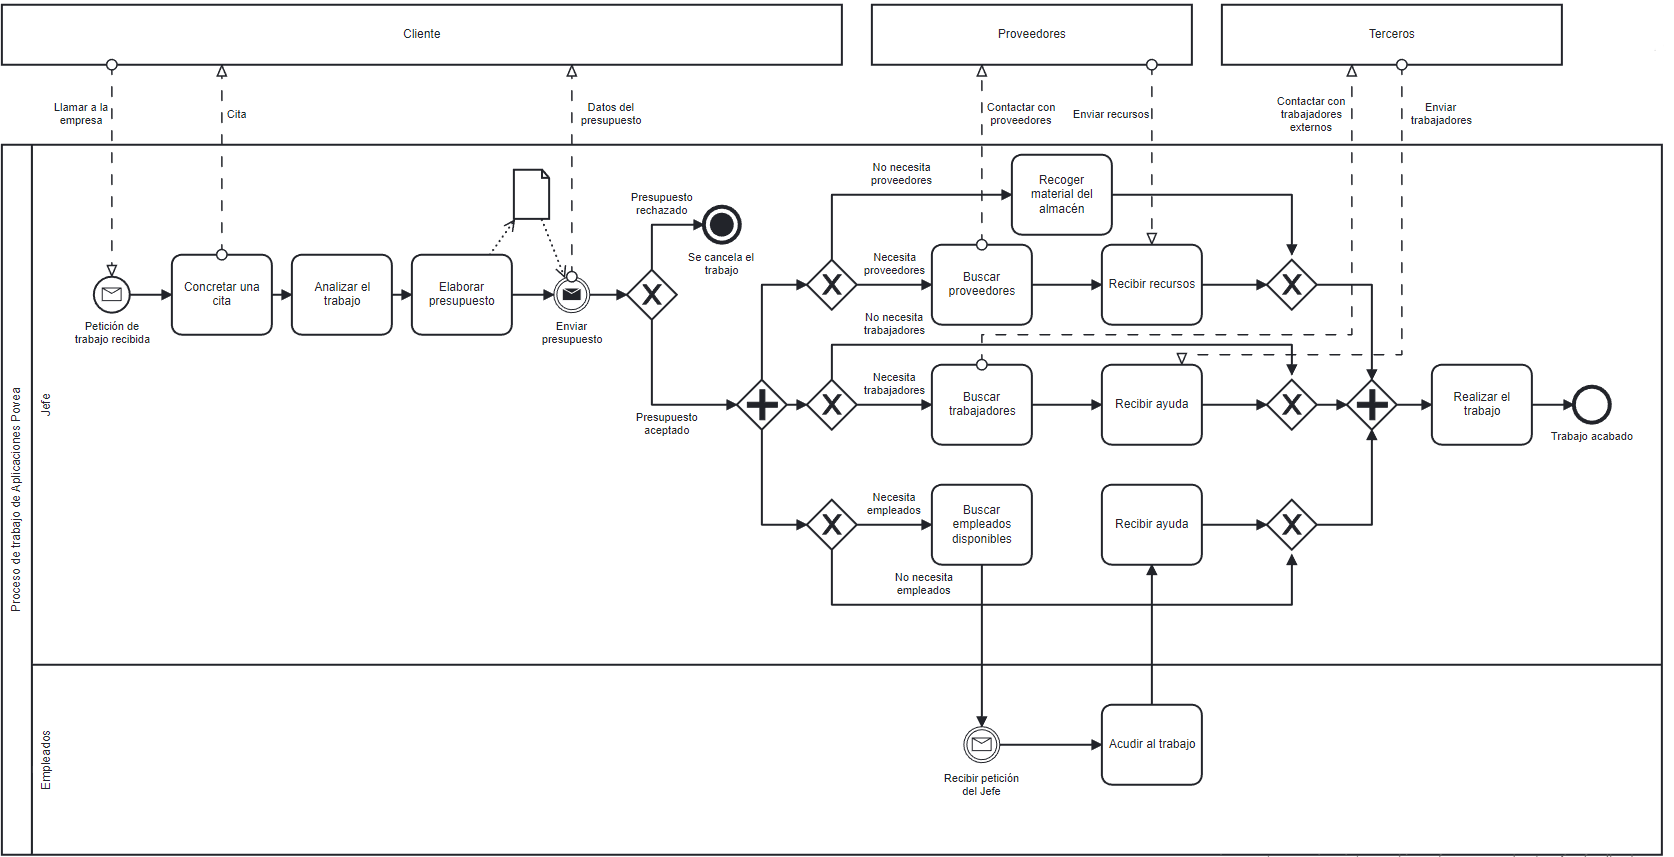 Cliente
Proveedores
Terceros
Llamar a la
empresa
Cita
Datos del
presupuesto
Contactar con
proveedores
Enviar recursos
Contactar con
trabajadores
externos
Enviar
trabajadores
Proceso de trabajo de Aplicaciones Povea
Jefe
Petición de
trabajo recibida
Concretar una
cita
Analizar el
trabajo
Elaborar
presupuesto
Enviar
presupuesto
Presupuesto
rechazado
Se cancela el
trabajo
Presupuesto
aceptado
No necesita
proveedores
Recoger
material del
almacén
Necesita
proveedores
Buscar
proveedores
Recibir recursos
No necesita
trabajadores
Necesita
trabajadores
Buscar
trabajadores
Recibir ayuda
Realizar el
trabajo
Trabajo acabado
Necesita
empleados
Buscar
empleados
disponibles
Recibir ayuda
No necesita
empleados
Empleados
Recibir petición
del Jefe
Acudir al trabajo